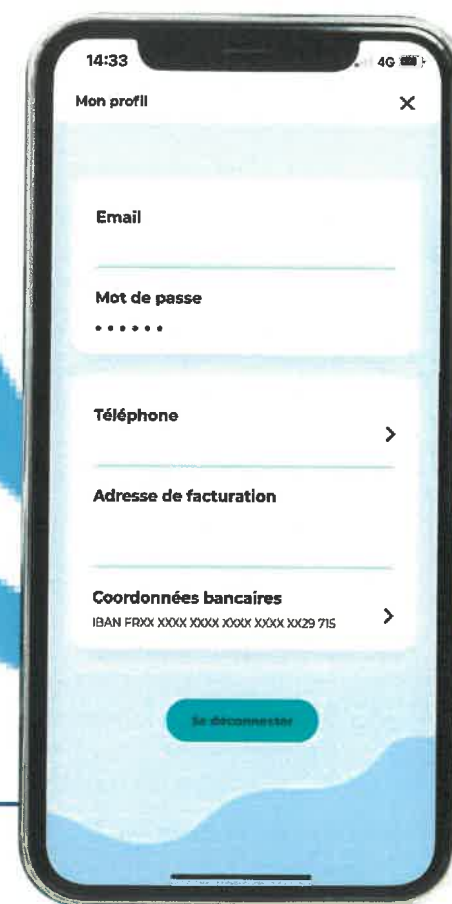 14:33
4G
Mon profil
Email
Mot de passe
Téléphone
Adresse de facturation
Coordonnées bancaires
IBAN FRXX XXXX XXXX XXXX XXXX XX29 715
Se déconnecter